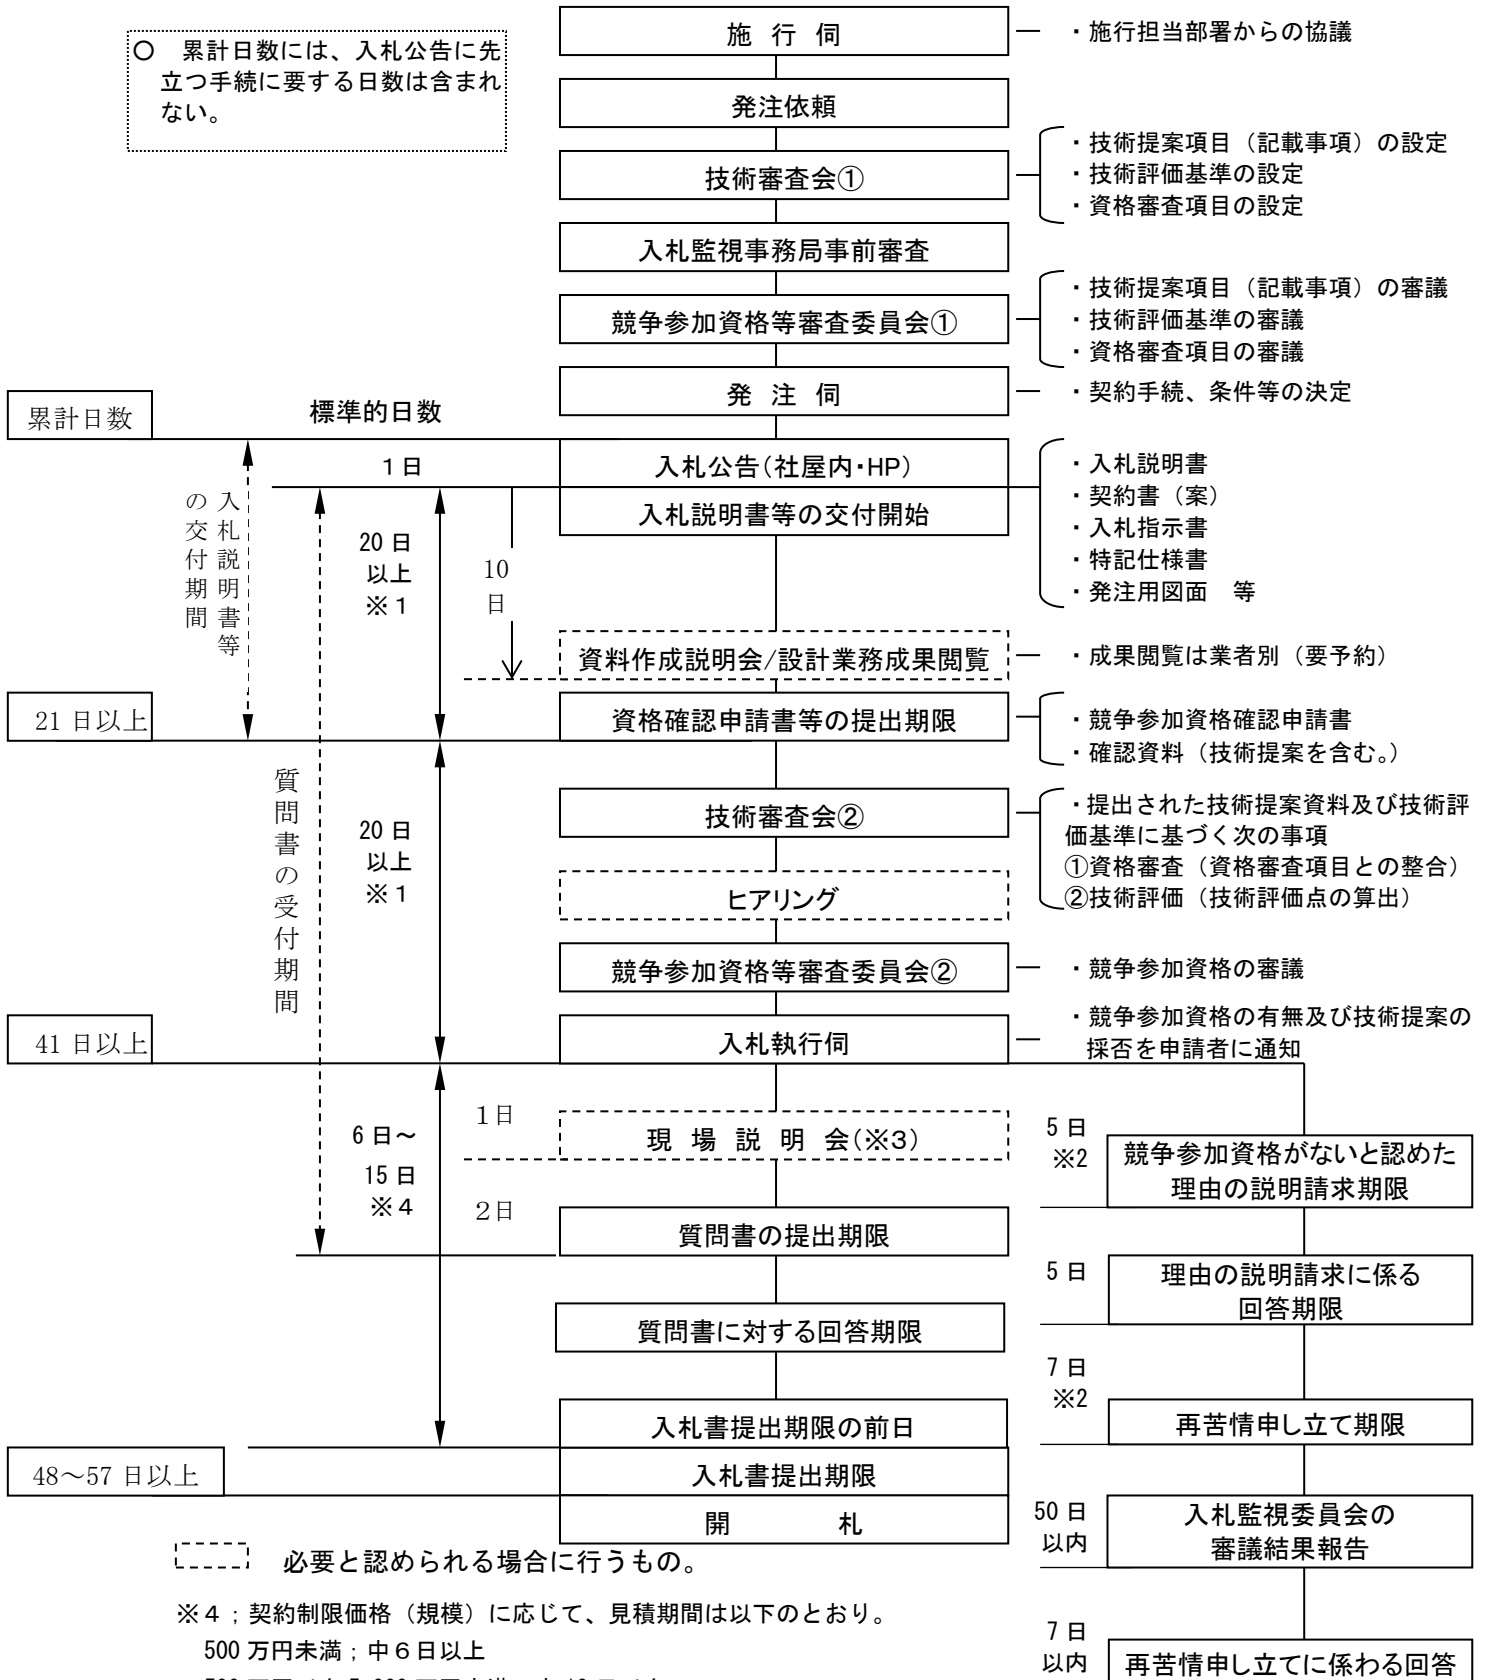 施 行 伺
・施行担当部署からの協議
〇 累計日数には、入札公告に先
立つ手続に要する日数は含まれ
ない。
発注依頼
技術審査会①
・技術提案項目（記載事項）の設定
・技術評価基準の設定
・資格審査項目の設定
入札監視事務局事前審査
競争参加資格等審査委員会①
・技術提案項目（記載事項）の審議
・技術評価基準の審議
・資格審査項目の審議
発 注 伺
・契約手続、条件等の決定
累計日数
標準的日数
1日
入札公告（社屋内・HP）
入札説明書等の交付開始
・入札説明書
・契約書（案）
・入札指示書
・特記仕様書
・発注用図面 等
入札説明書等
の交付期間
20日
以上
※１
10
日
資料作成説明会/設計業務成果閲覧
・成果閲覧は業者別（要予約）
21日以上
資格確認申請書等の提出期限
・競争参加資格確認申請書
・確認資料（技術提案を含む。）
質問書の受付期間
20日
以上
※１
技術審査会②
・提出された技術提案資料及び技術評
価基準に基づく次の事項
①資格審査（資格審査項目との整合）
②技術評価（技術評価点の算出）
ヒアリング
競争参加資格等審査委員会②
・競争参加資格の審議
41日以上
入札執行伺
・競争参加資格の有無及び技術提案の
採否を申請者に通知
6日～
15日
※４
1日
現 場 説 明 会（※3）
2日
質問書の提出期限
質問書に対する回答期限
入札書提出期限の前日
48～57日以上
入札書提出期限
開 札
5日
※2
競争参加資格がないと認めた
理由の説明請求期限
5日
理由の説明請求に係る
回答期限
7日
※2
再苦情申し立て期限
50日
以内
入札監視委員会の
審議結果報告
7日
以内
再苦情申し立てに係わる回答
必要と認められる場合に行うもの。
※４；契約制限価格（規模）に応じて、見積期間は以下のとおり。
500万円未満；中６日以上